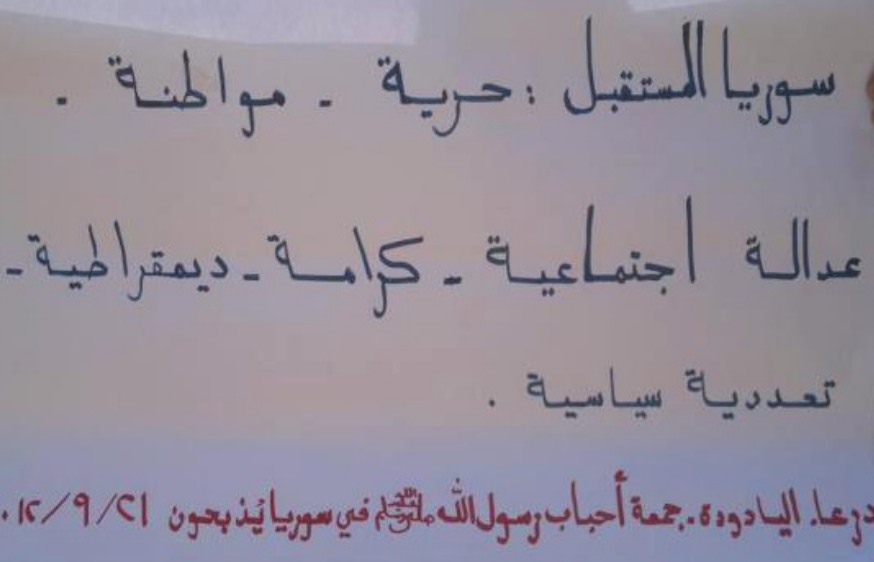 سوريا المستقبل : حرية - مواطنة -
عدالة اجتماعية - كرامة - ديمقراطية -
تعددية سياسية .
درعا. اليادودة. جمعة أحباب رسول الله ﷺ في سوريا يُذبحون ٢١/٩/٠١٢